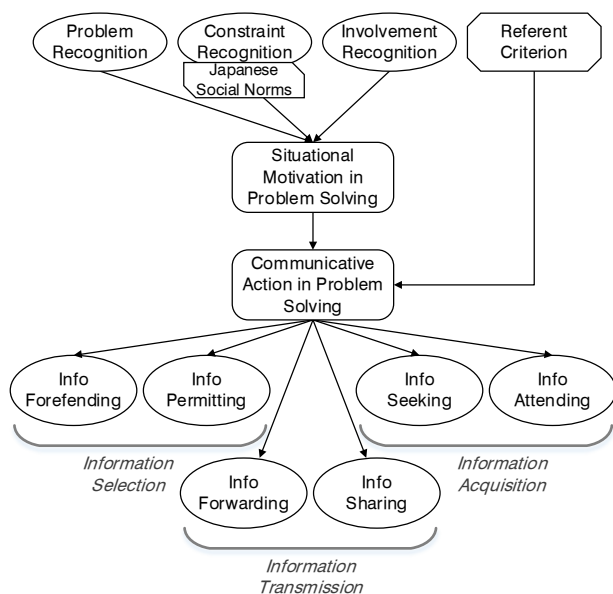 Problem
Recognition
Constraint
Recognition
Japanese
Social Norms
Involvement
Recognition
Referent
Criterion
Situational
Motivation in
Problem Solving
Communicative
Action in Problem
Solving
Info
Forefending
Info
Permitting
Info
Seeking
Info
Attending
Information
Selection
Information
Acquisition
Info
Forwarding
Info
Sharing
Information
Transmission